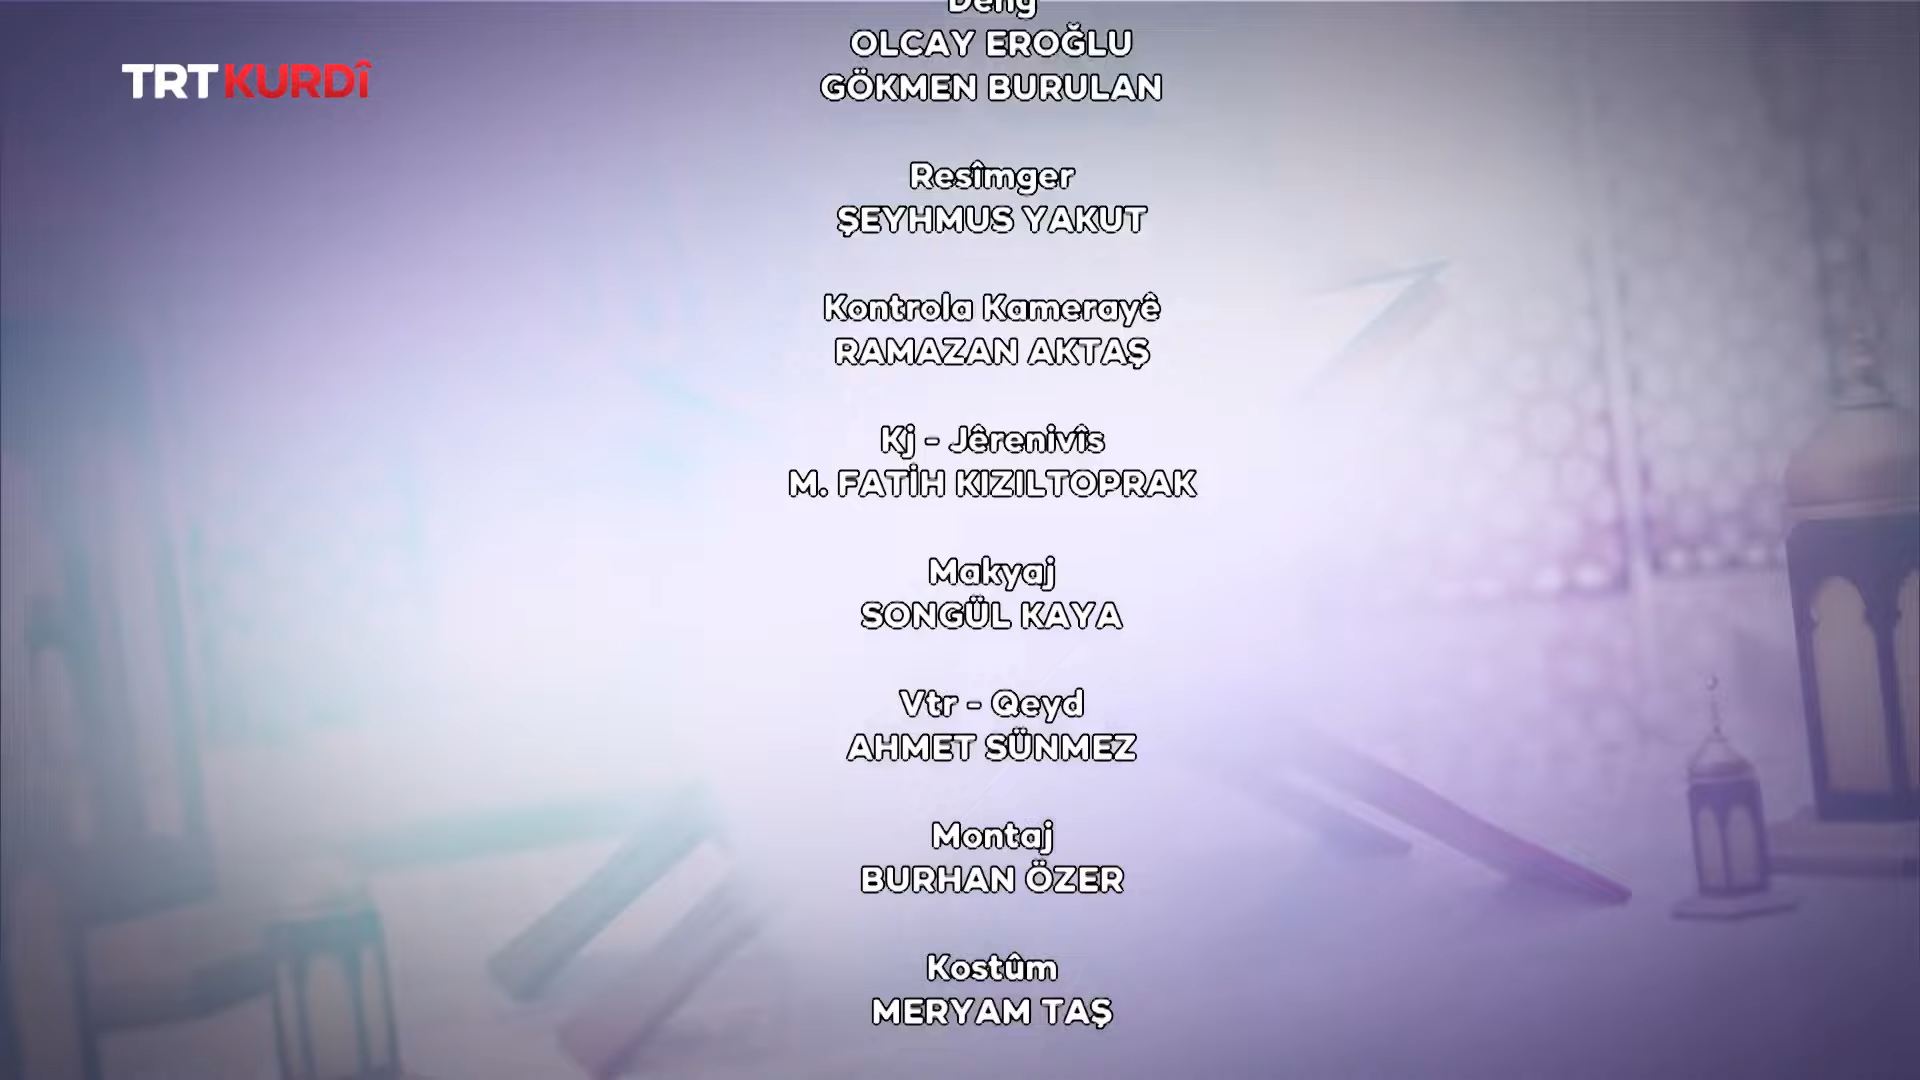 Deng
OLCAY EROĞLU
GÖKMEN BURULAN
TRT KURDÎ
Resîmger
ŞEYHMUS YAKUT
Kontrola Kamerayê
RAMAZAN AKTAŞ
Kj - Jêrenivîs
M. FATİH KIZILTOPRAK
Makyaj
SONGÜL KAYA
Vtr - Qeyd
AHMET SÜNMEZ
Montaj
BURHAN ÖZER
Kostûm
MERYAM TAŞ